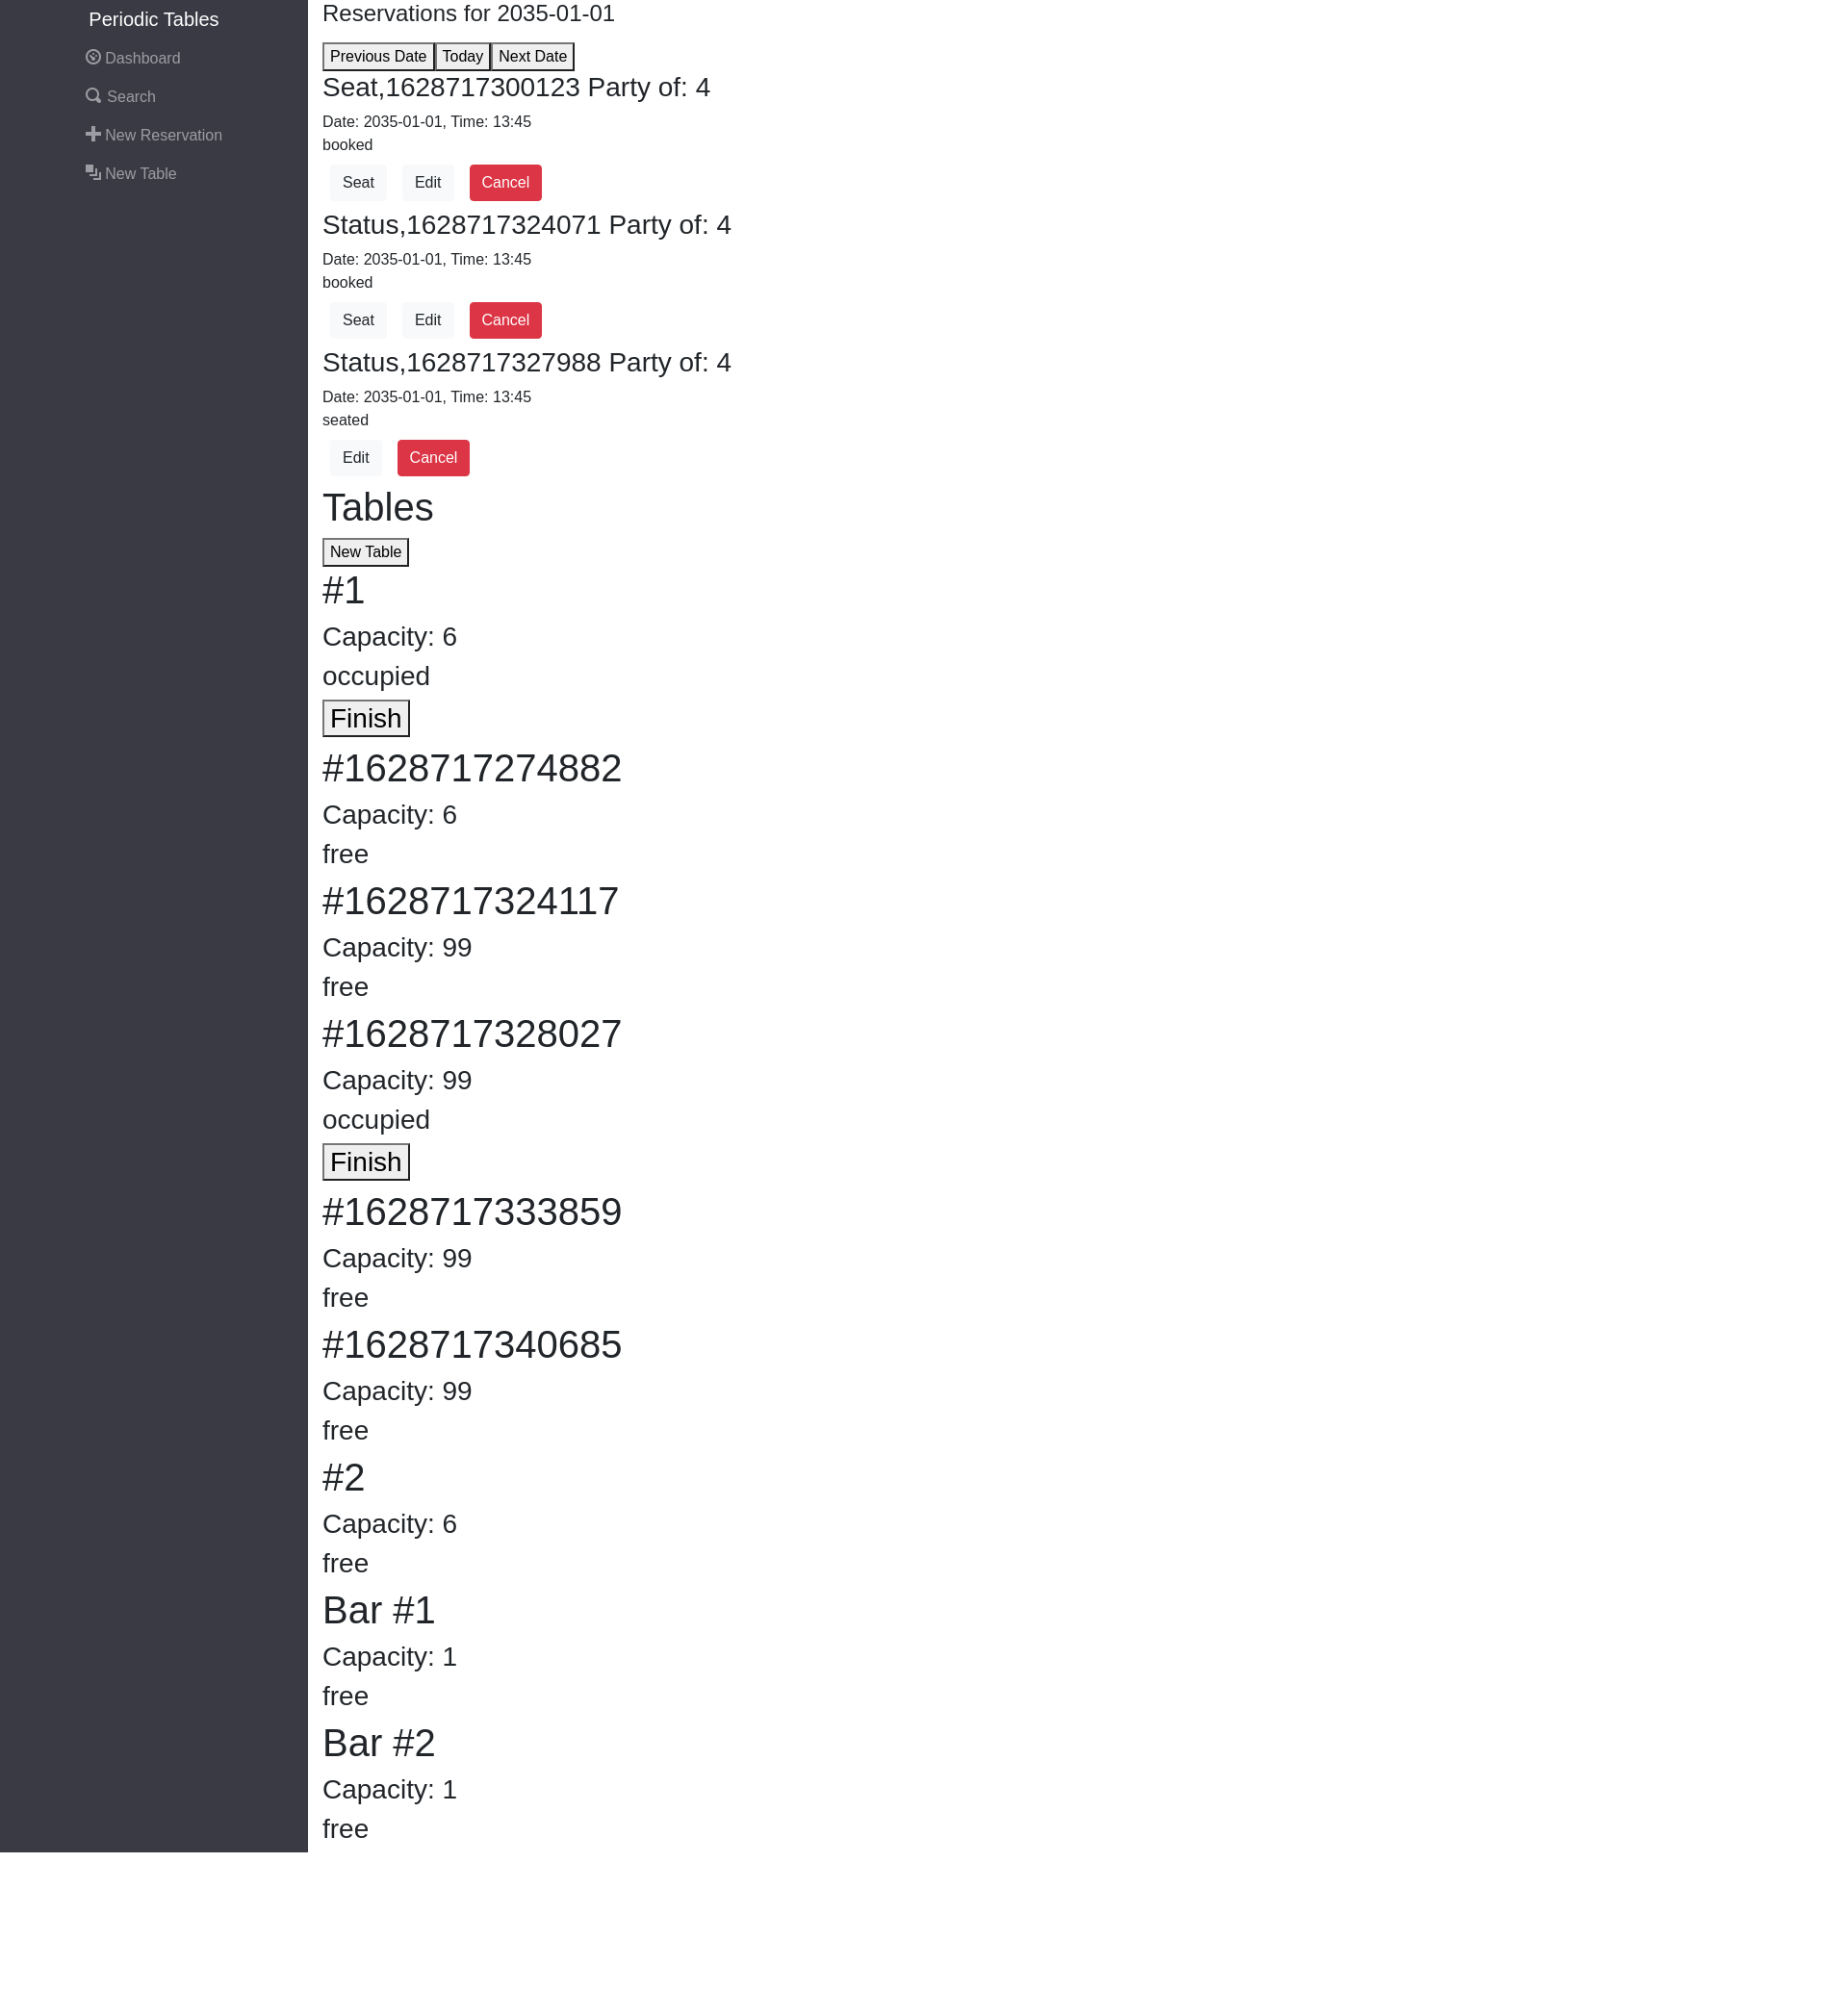 Periodic Tables
Dashboard
Search
New Reservation
New Table
Reservations for 2035-01-01
Previous Date Today Next Date
Seat,1628717300123 Party of: 4
Date: 2035-01-01, Time: 13:45
booked
Seat Edit Cancel
Status,1628717324071 Party of: 4
Date: 2035-01-01, Time: 13:45
booked
Seat Edit Cancel
Status,1628717327988 Party of: 4
Date: 2035-01-01, Time: 13:45
seated
Edit Cancel
Tables
New Table
#1
Capacity: 6
occupied
Finish
#1628717274882
Capacity: 6
free
#1628717324117
Capacity: 99
free
#1628717328027
Capacity: 99
occupied
Finish
#1628717333859
Capacity: 99
free
#1628717340685
Capacity: 99
free
#2
Capacity: 6
free
Bar #1
Capacity: 1
free
Bar #2
Capacity: 1
free